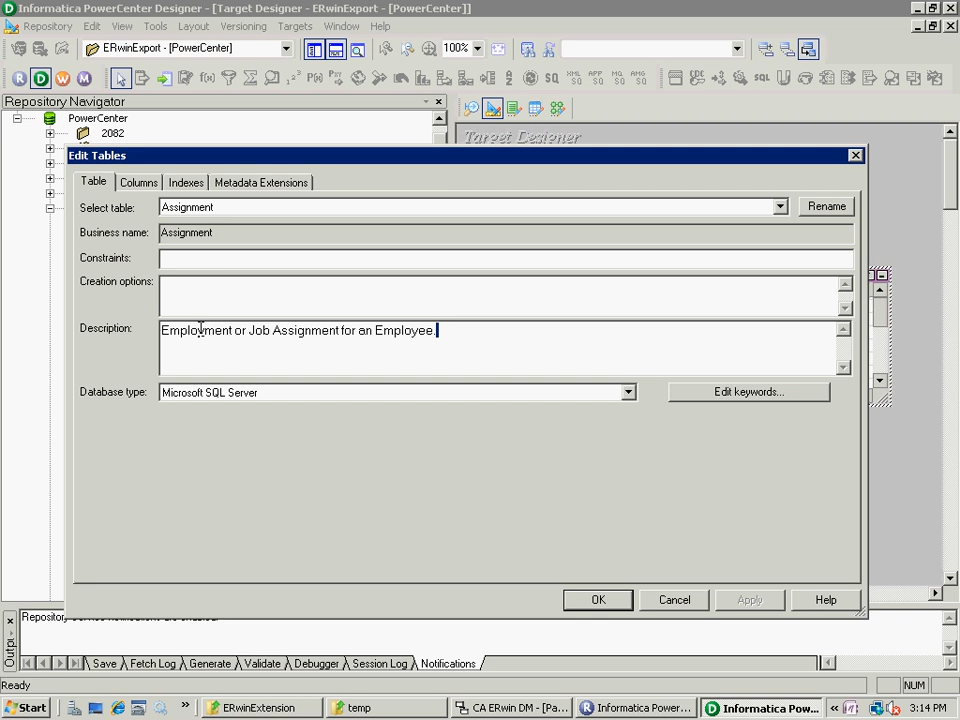 Informatica PowerCenter Designer - [Target Designer - ERwinExport - [PowerCenter]]
Repository Edit View Tools Layout Versioning Targets Window Help
ERwinExport - [PowerCenter] 100%
Repository Navigator
PowerCenter
2082
Target Designer
Edit Tables
Table Columns Indexes Metadata Extensions
Select table: Assignment Rename
Business name: Assignment
Constraints:
Creation options:
Description: Employment or Job Assignment for an Employee.
Database type: Microsoft SQL Server Edit keywords...
OK Cancel Apply Help
Save Fetch Log Generate Validate Debugger Session Log Notifications
Ready NUM
Start ERwinExtension temp CA ERwin DM - [Pa... Informatica PowerC... Informatica Pow... 3:14 PM